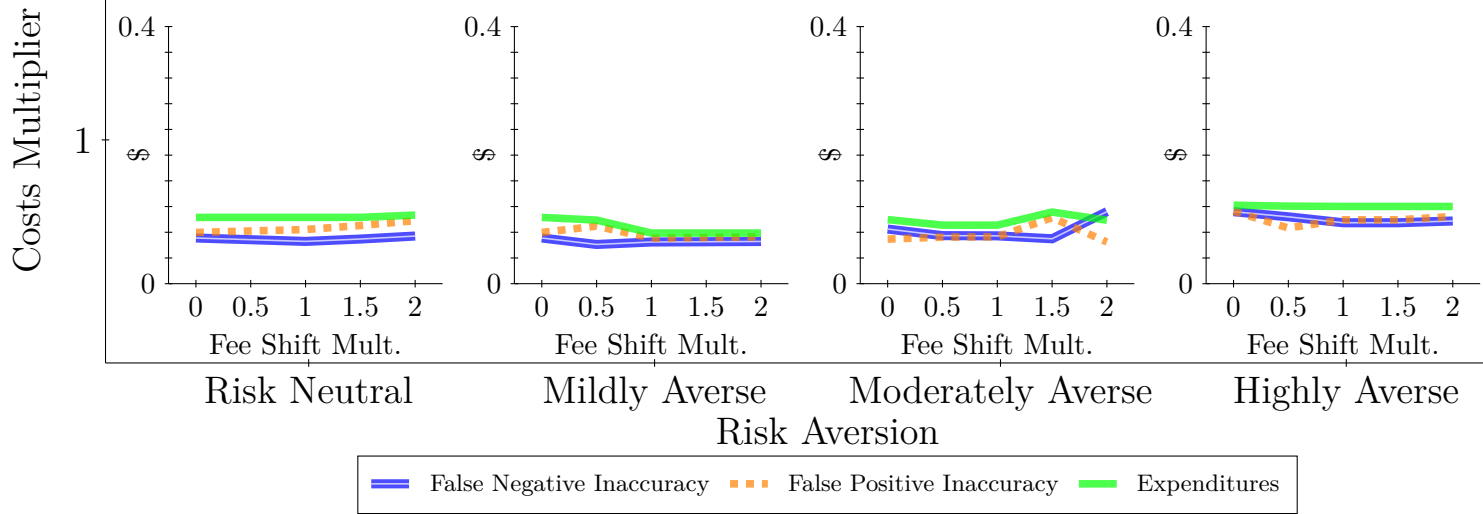 Costs Multiplier
1
0.4
$
0
0 0.5 1 1.5 2
Fee Shift Mult.
0.4
$
0
0 0.5 1 1.5 2
Fee Shift Mult.
0.4
$
0
0 0.5 1 1.5 2
Fee Shift Mult.
0.4
$
0
0 0.5 1 1.5 2
Fee Shift Mult.
Risk Neutral
Mildly Averse
Moderately Averse
Highly Averse
Risk Aversion
False Negative Inaccuracy False Positive Inaccuracy Expenditures